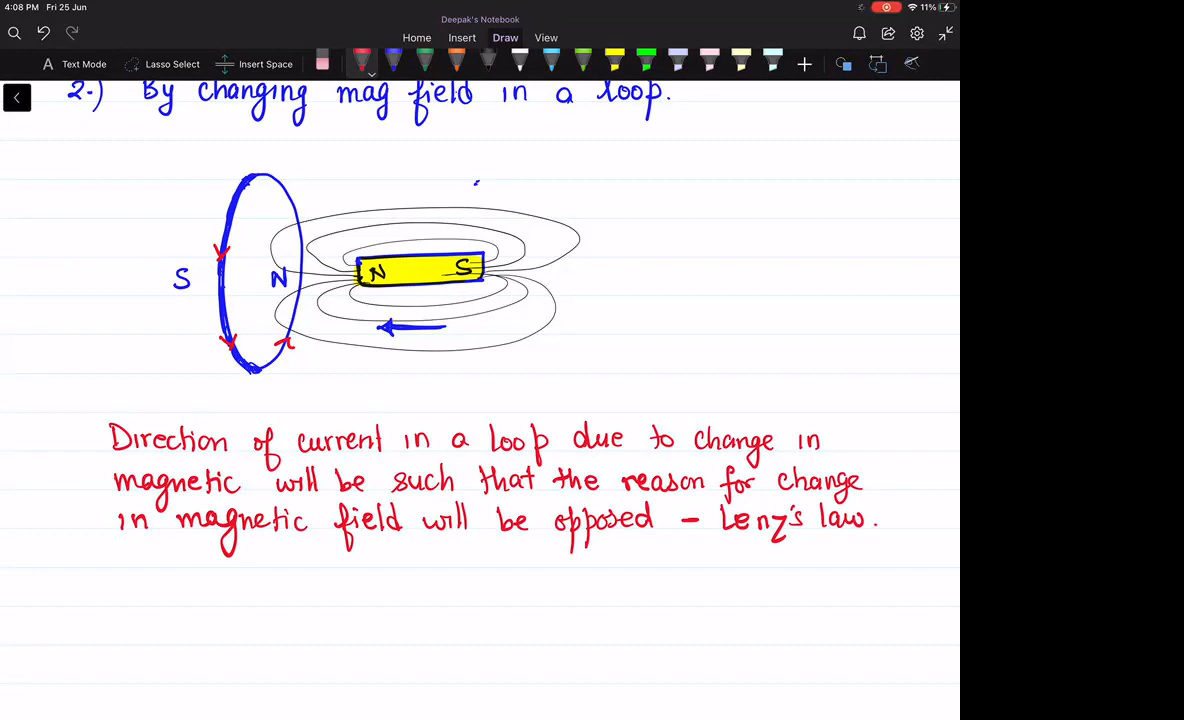 4:08 PM Fri 25 Jun
11%
Deepak's Notebook
Home Insert Draw View
A Text Mode Lasso Select Insert Space
2.) By changing mag field in a loop.
S N N S
Direction of current in a loop due to change in
magnetic will be such that the reason for change
in magnetic field will be opposed - Lenz's law.